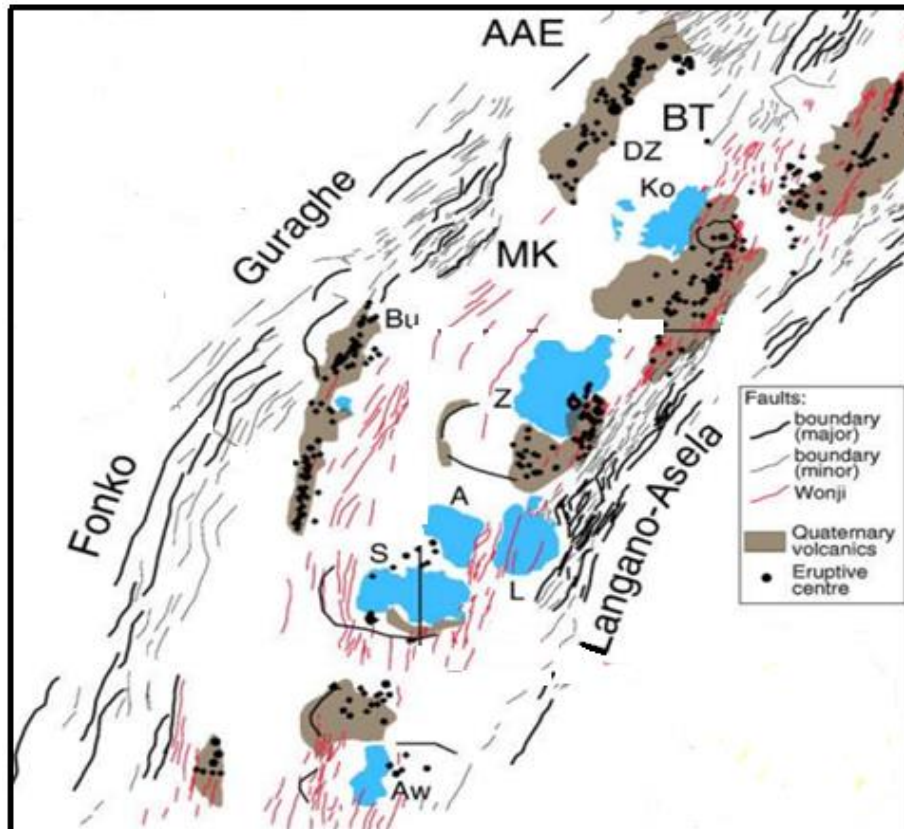 AAE
BT
DZ
Ko
Guraghe
MK
Bu
Z
Fonko
A
S
L
Langano-Asela
Aw
Faults:
boundary
(major)
boundary
(minor)
Wonji
Quaternary
volcanics
Eruptive
centre